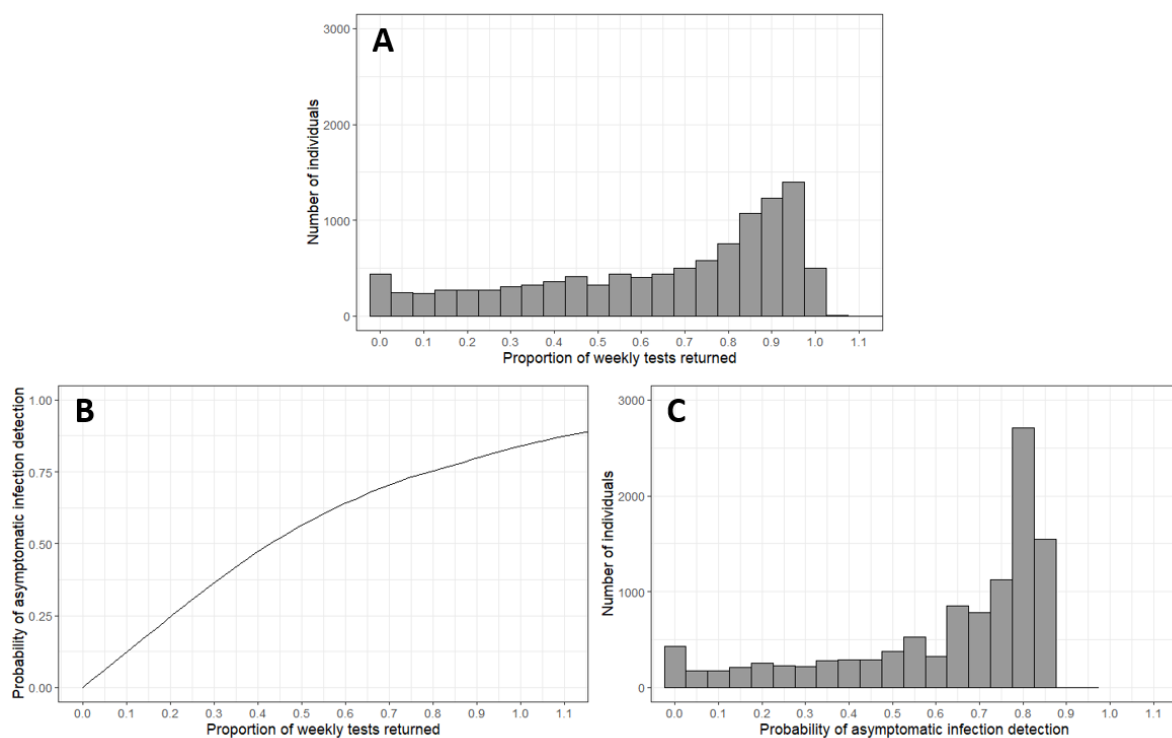 A
3000
2000
1000
0
Number of individuals
0.0 0.1 0.2 0.3 0.4 0.5 0.6 0.7 0.8 0.9 1.0 1.1
Proportion of weekly tests returned
B
1.00
0.75
0.50
0.25
0.00
Probability of asymptomatic infection detection
0.0 0.1 0.2 0.3 0.4 0.5 0.6 0.7 0.8 0.9 1.0 1.1
Proportion of weekly tests returned
C
3000
2000
1000
0
Number of individuals
0.0 0.1 0.2 0.3 0.4 0.5 0.6 0.7 0.8 0.9 1.0 1.1
Probability of asymptomatic infection detection